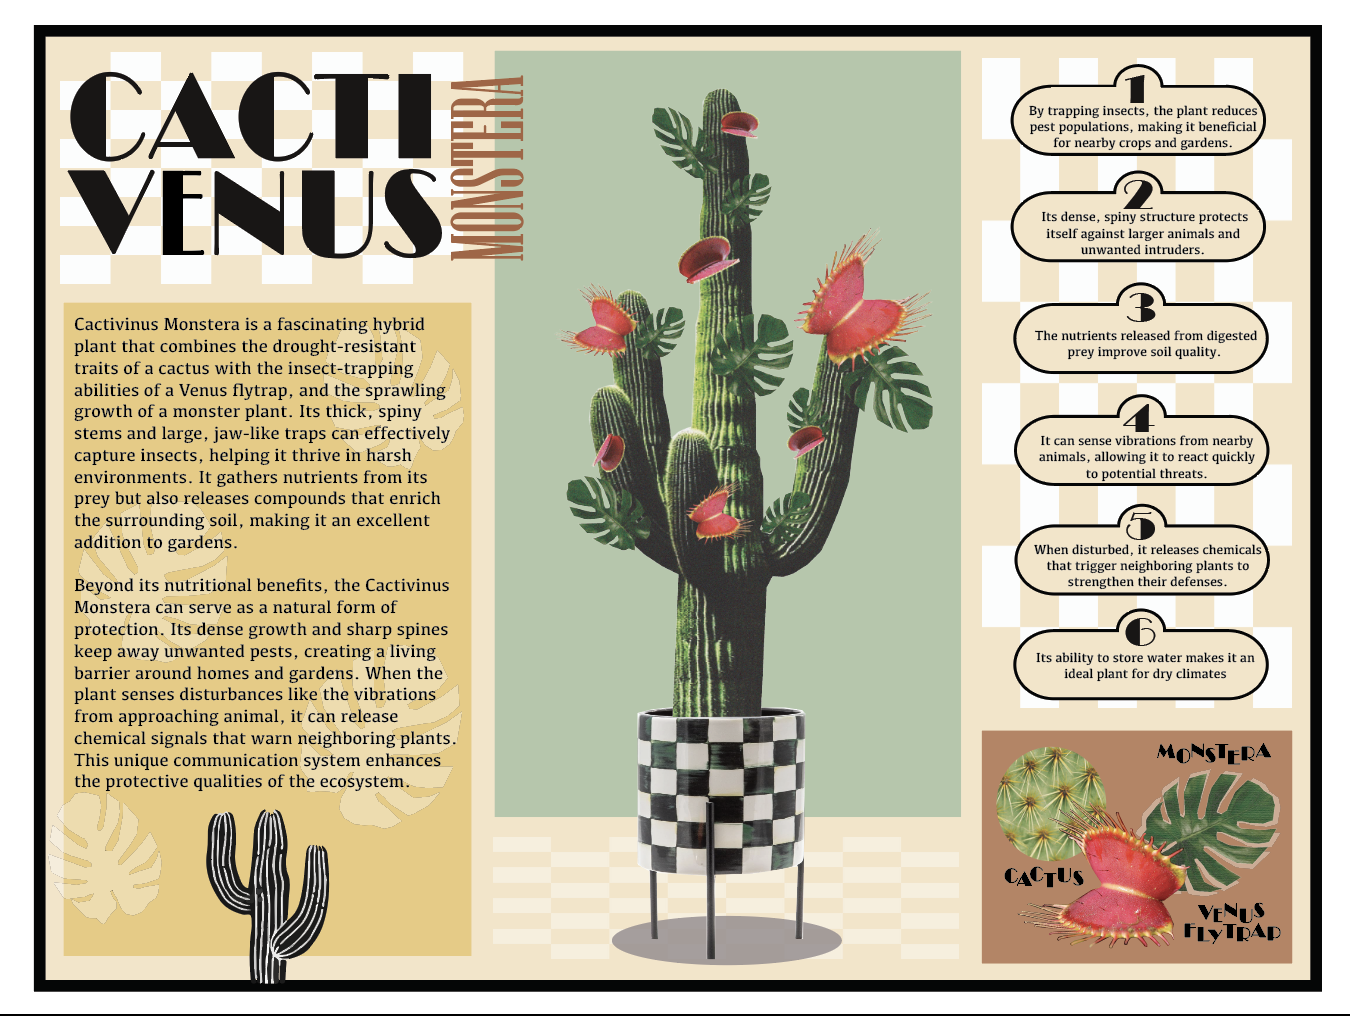 CACTI
VENUS
MONSTERA
Cactivinus Monstera is a fascinating hybrid
plant that combines the drought-resistant
traits of a cactus with the insect-trapping
abilities of a Venus flytrap, and the sprawling
growth of a monster plant. Its thick, spiny
stems and large, jaw-like traps can effectively
capture insects, helping it thrive in harsh
environments. It gathers nutrients from its
prey but also releases compounds that enrich
the surrounding soil, making it an excellent
addition to gardens.
Beyond its nutritional benefits, the Cactivinus
Monstera can serve as a natural form of
protection. Its dense growth and sharp spines
keep away unwanted pests, creating a living
barrier around homes and gardens. When the
plant senses disturbances like the vibrations
from approaching animal, it can release
chemical signals that warn neighboring plants.
This unique communication system enhances
the protective qualities of the ecosystem.
1
By trapping insects, the plant reduces
pest populations, making it beneficial
for nearby crops and gardens.
2
Its dense, spiny structure protects
itself against larger animals and
unwanted intruders.
3
The nutrients released from digested
prey improve soil quality.
4
It can sense vibrations from nearby
animals, allowing it to react quickly
to potential threats.
5
When disturbed, it releases chemicals
that trigger neighboring plants to
strengthen their defenses.
6
Its ability to store water makes it an
ideal plant for dry climates
MONSTERA
CACTUS
VENUS
FLYTRAP